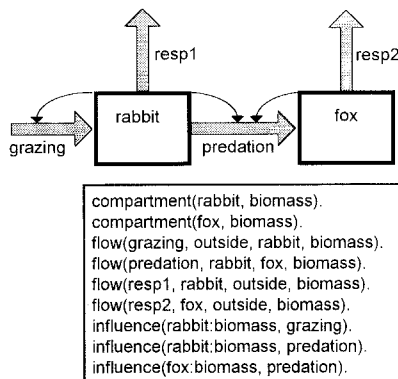 resp1
resp2
rabbit
fox
grazing
predation
compartment(rabbit, biomass).
compartment(fox, biomass).
flow(grazing, outside, rabbit, biomass).
flow(predation, rabbit, fox, biomass).
flow(resp1, rabbit, outside, biomass).
flow(resp2, fox, outside, biomass).
influence(rabbit:biomass, grazing).
influence(rabbit:biomass, predation).
influence(fox:biomass, predation).